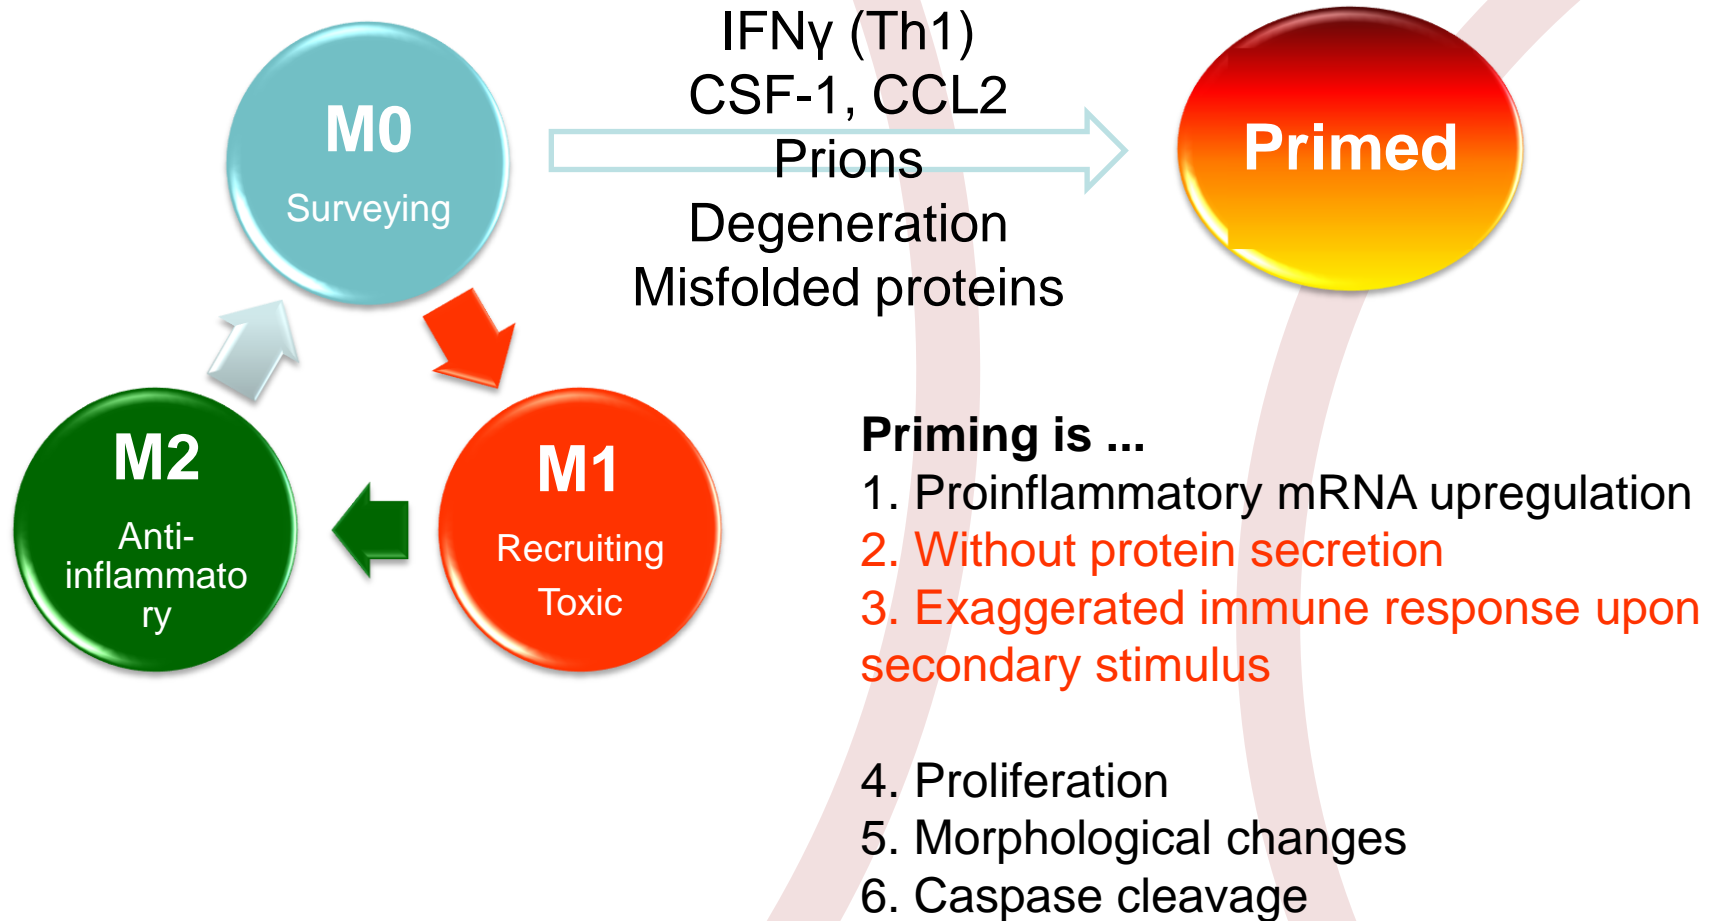 M0
Surveying
IFNγ (Th1)
CSF-1, CCL2
Prions
Degeneration
Misfolded proteins
Primed
M2
Anti-
inflammato
ry
M1
Recruiting
Toxic
Priming is ...
1. Proinflammatory mRNA upregulation
2. Without protein secretion
3. Exaggerated immune response upon
secondary stimulus
4. Proliferation
5. Morphological changes
6. Caspase cleavage